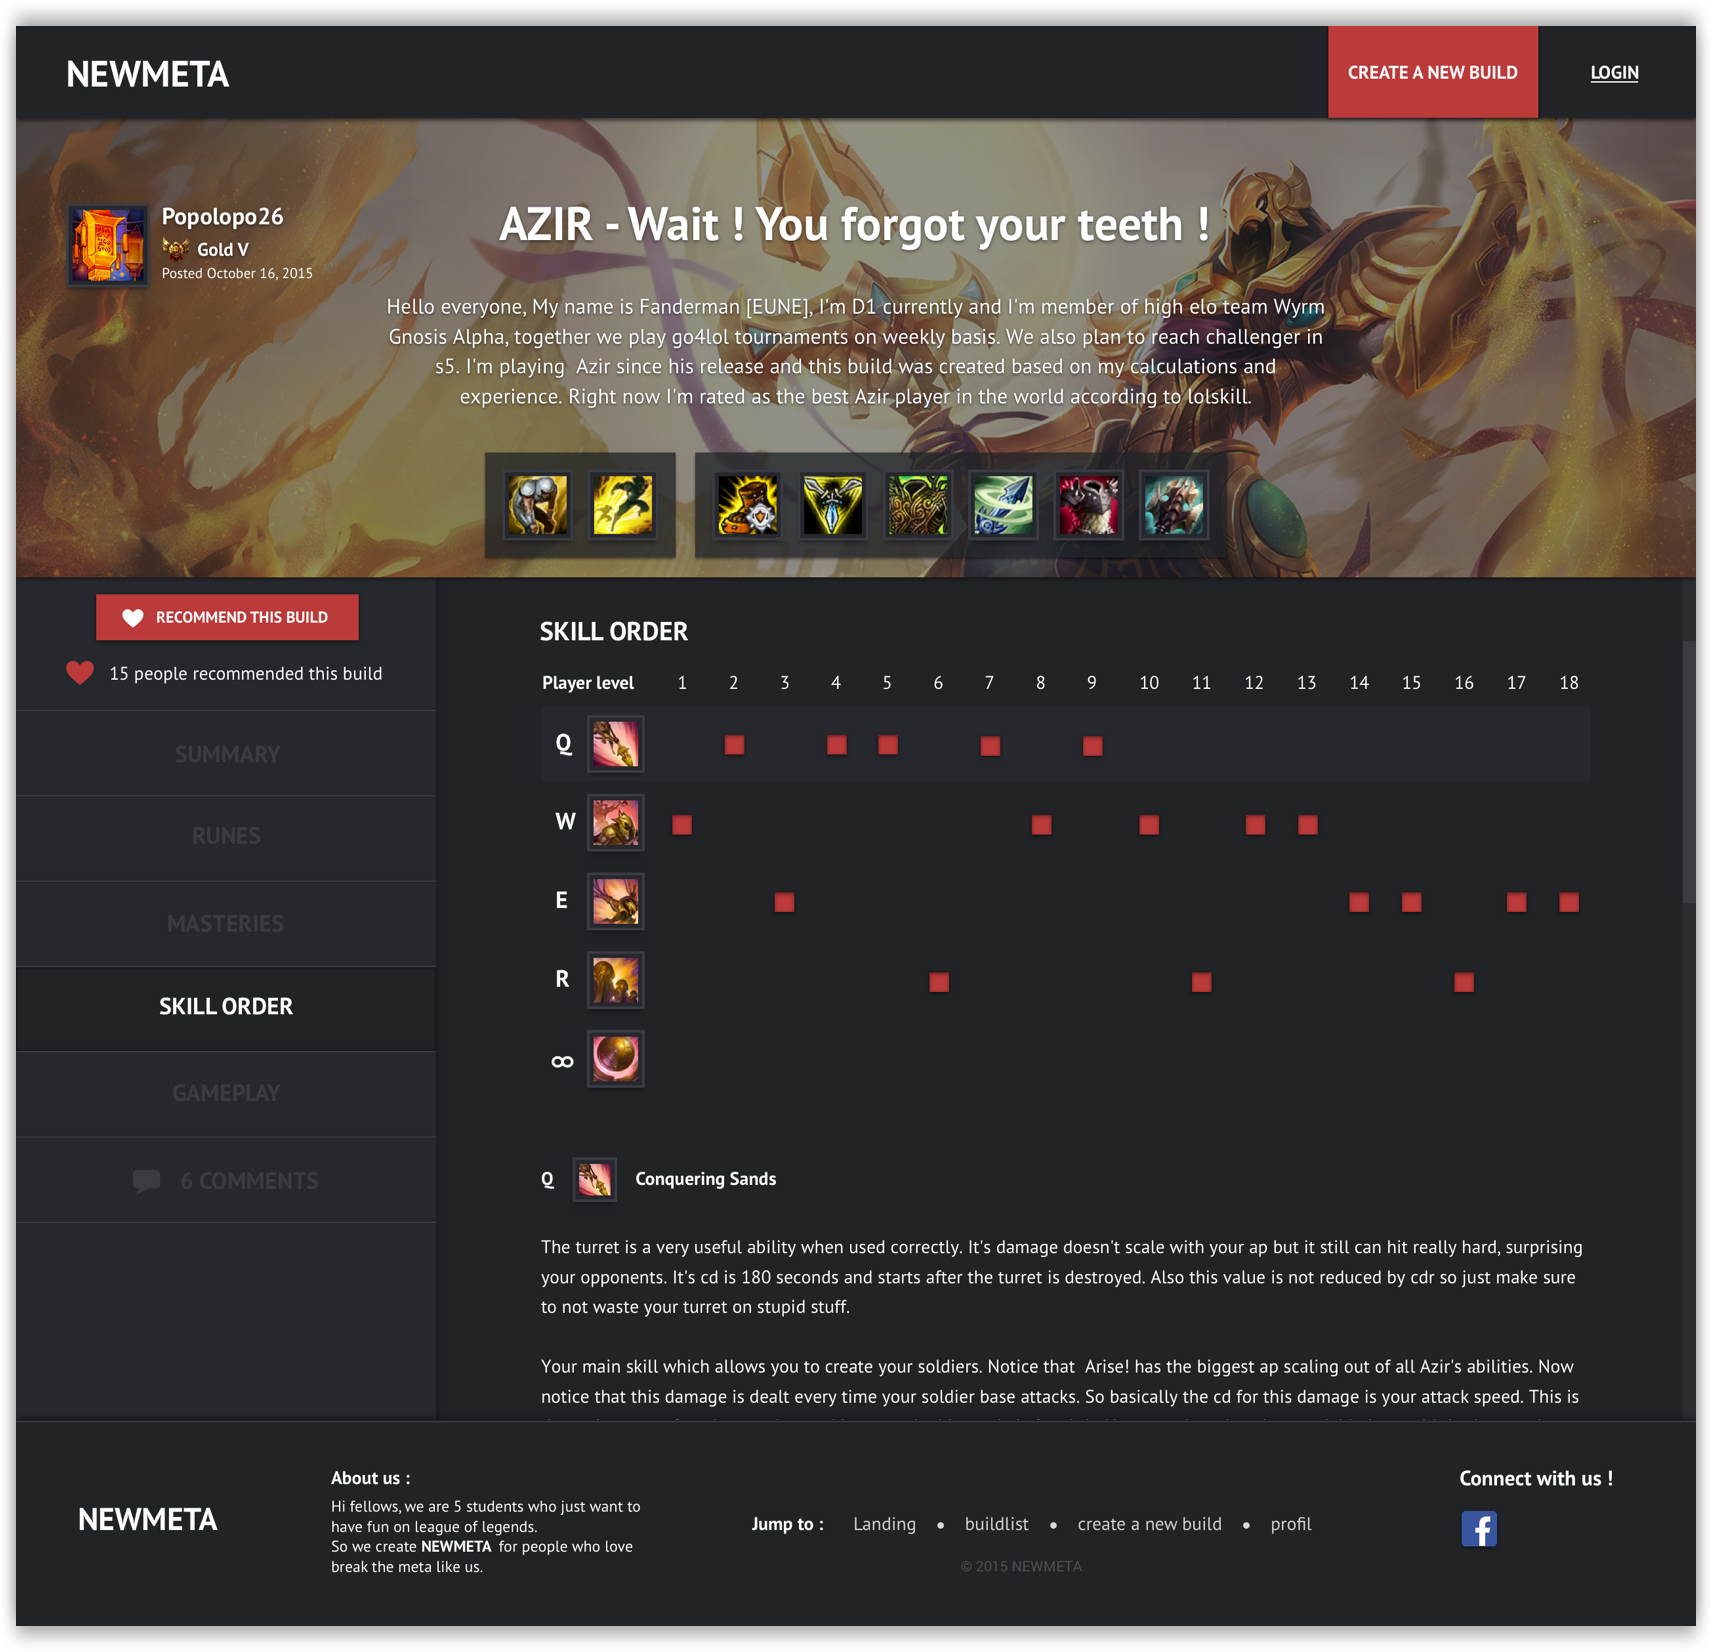 NEWMETA
CREATE A NEW BUILD
LOGIN
Popolopo26
Gold V
Posted October 16, 2015
AZIR - Wait ! You forgot your teeth !
Hello everyone, My name is Fanderman [EUNE], I'm D1 currently and I'm member of high elo team Wyrm
Gnosis Alpha, together we play go4lol tournaments on weekly basis. We also plan to reach challenger in
s5. I'm playing  Azir since his release and this build was created based on my calculations and
experience. Right now I'm rated as the best Azir player in the world according to lolskill.
RECOMMEND THIS BUILD
15 people recommended this build
SUMMARY
RUNES
MASTERIES
SKILL ORDER
GAMEPLAY
6 COMMENTS
SKILL ORDER
Player level 1 2 3 4 5 6 7 8 9 10 11 12 13 14 15 16 17 18
Q
W
E
R
∞
Q Conquering Sands
The turret is a very useful ability when used correctly. It's damage doesn't scale with your ap but it still can hit really hard, surprising
your opponents. It's cd is 180 seconds and starts after the turret is destroyed. Also this value is not reduced by cdr so just make sure
to not waste your turret on stupid stuff.
Your main skill which allows you to create your soldiers. Notice that  Arise! has the biggest ap scaling out of all Azir's abilities. Now
notice that this damage is dealt every time your soldier base attacks. So basically the cd for this damage is your attack speed. This is
NEWMETA
About us :
Hi fellows, we are 5 students who just want to
have fun on league of legends.
So we create NEWMETA  for people who love
break the meta like us.
Jump to : Landing • buildlist • create a new build • profil
© 2015 NEWMETA
Connect with us !